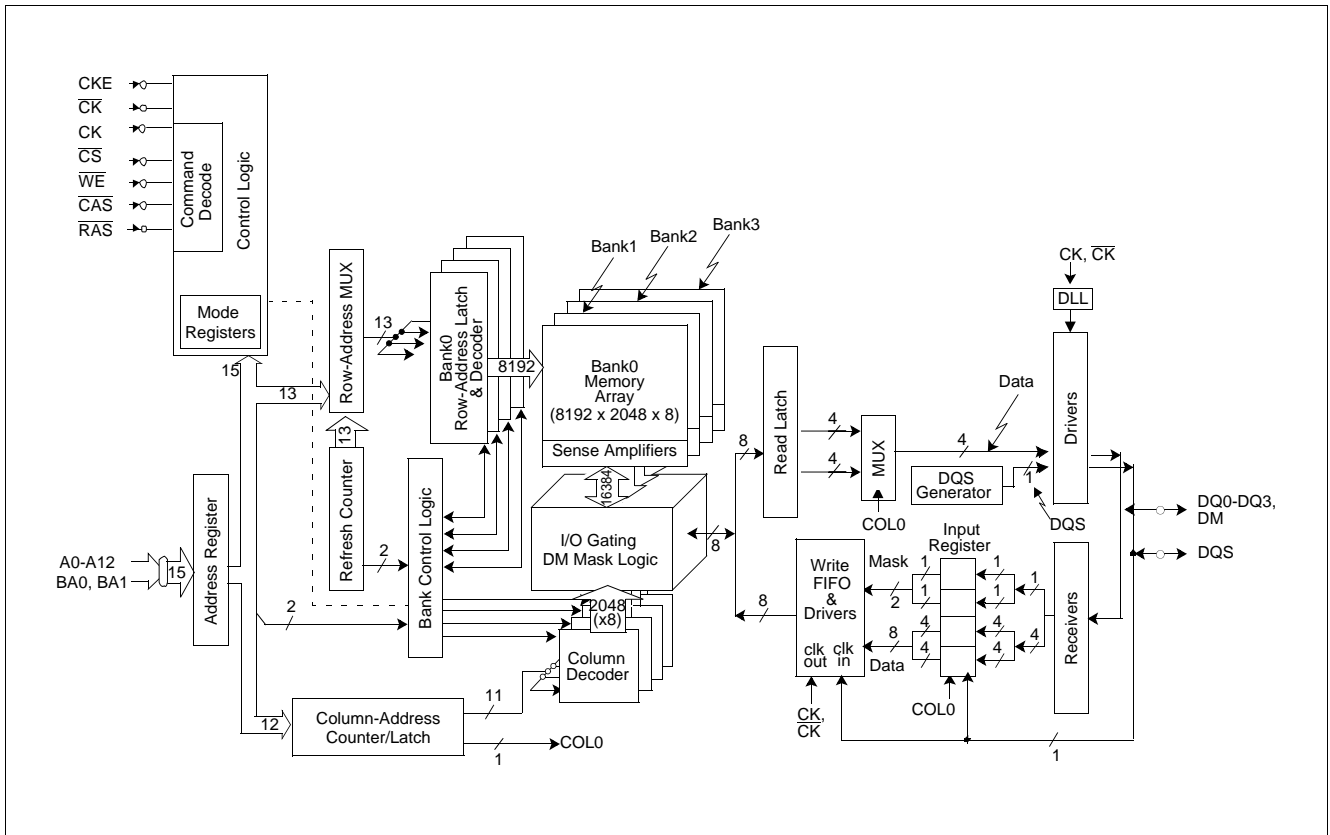 CKE
CK
CK
CS
WE
CAS
RAS
Command
Decode
Control Logic
Mode
Registers
15
13
Row-Address MUX
13
13
Refresh Counter
2
Bank0
Row-Address Latch
& Decoder
8192
Bank1
Bank2
Bank3
Bank0
Memory
Array
(8192 x 2048 x 8)
Sense Amplifiers
16384
I/O Gating
DM Mask Logic
2048
(x8)
Column
Decoder
Bank Control Logic
A0-A12
BA0, BA1
15
Address Register
2
12
Column-Address
Counter/Latch
11
1
COL0
8
8
8
Read Latch
4
4
MUX
COL0
4
Data
DQS
Generator
1
DQS
CK, CK
DLL
Drivers
DQ0-DQ3,
DM
DQS
Input
Register
Write
FIFO
&
Drivers
clk
out
clk
in
Mask
2
1
1
1
1
1
8
Data
4
4
4
4
4
Receivers
CK,
CK
COL0
1